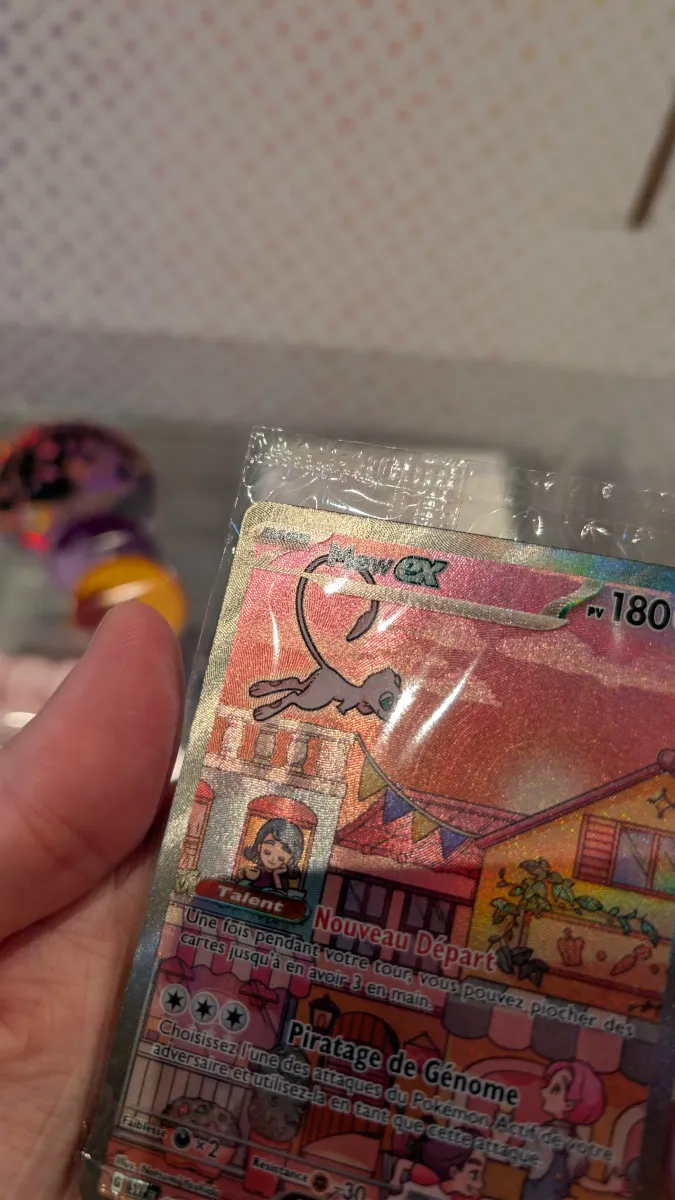 Mew ex
PV 180
Talent
Nouveau Départ
Une fois pendant votre tour, vous pouvez piocher des
cartes jusqu'à en avoir 3 en main.
Piratage de Génome
Choisissez l'une des attaques du Pokémon Actif de votre
adversaire et utilisez-la en tant que cette attaque.
Faiblesse × 2
Résistance -30
Illus.
G